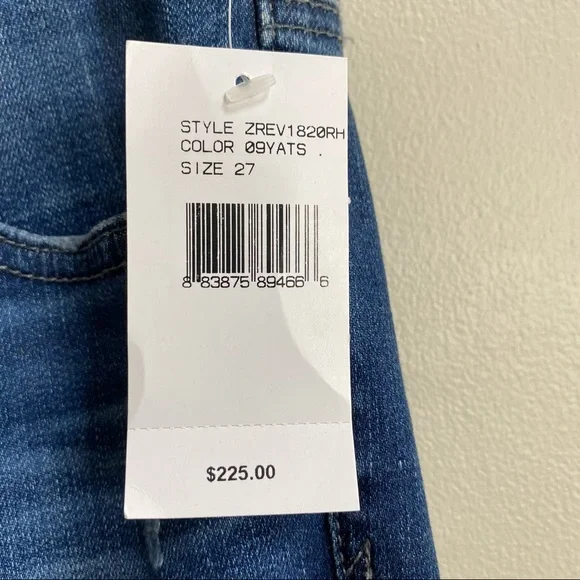 STYLE ZREV1820RH
COLOR 09YATS .
SIZE 27
8 83875 89466 6
$225.00